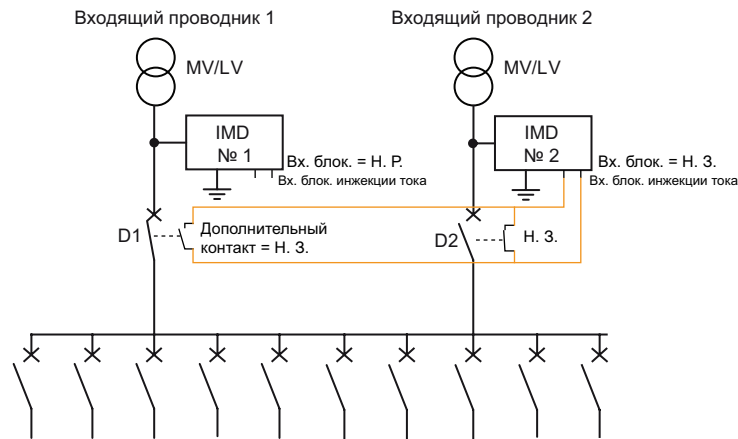 Входящий проводник 1
Входящий проводник 2
MV/LV
MV/LV
IMD
№ 1
Вх. блок. = Н. Р.
Вх. блок. инжекции тока
IMD
№ 2
Вх. блок. = Н. З.
Вх. блок. инжекции тока
D1
Дополнительный
контакт = Н. З.
D2
Н. З.